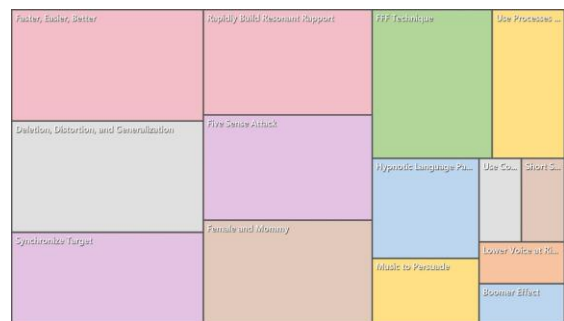 Faster, Easier, Better
Rapidly Build Resonant Rapport
FFF Technique
Use Processes ...
Deletion, Distortion, and Generalization
Five Sense Attack
Hypnotic Language Pa...
Use Co...
Short S...
Synchronize Target
Female and Mommy
Lower Voice at Ri...
Music to Persuade
Boomer Effect